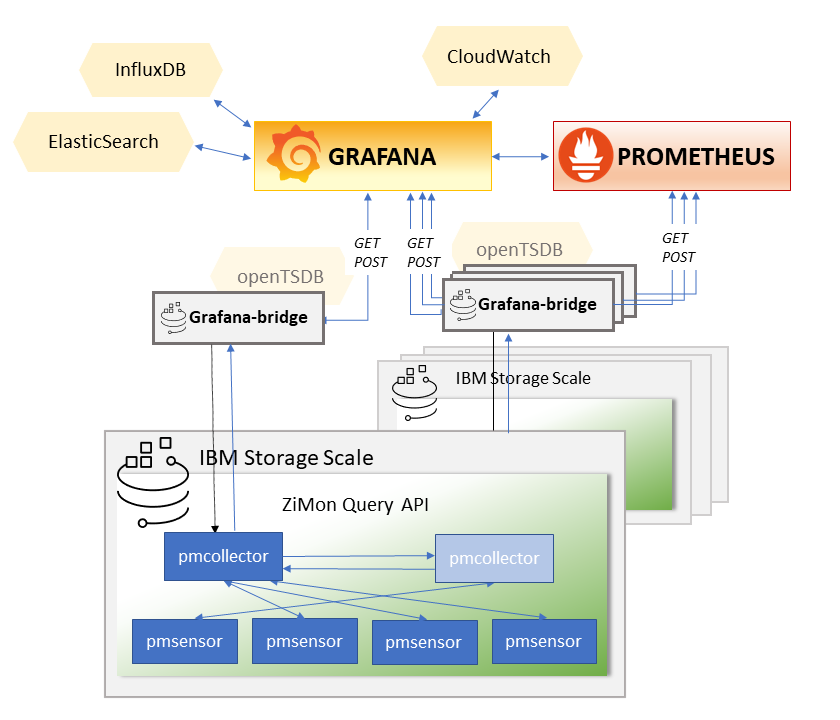 CloudWatch
InfluxDB
ElasticSearch
GRAFANA
PROMETHEUS
GET
POST
GET
POST
GET
POST
openTSDB
openTSDB
Grafana-bridge
Grafana-bridge
IBM Storage Scale
IBM Storage Scale
ZiMon Query API
pmcollector
pmcollector
pmsensor
pmsensor
pmsensor
pmsensor